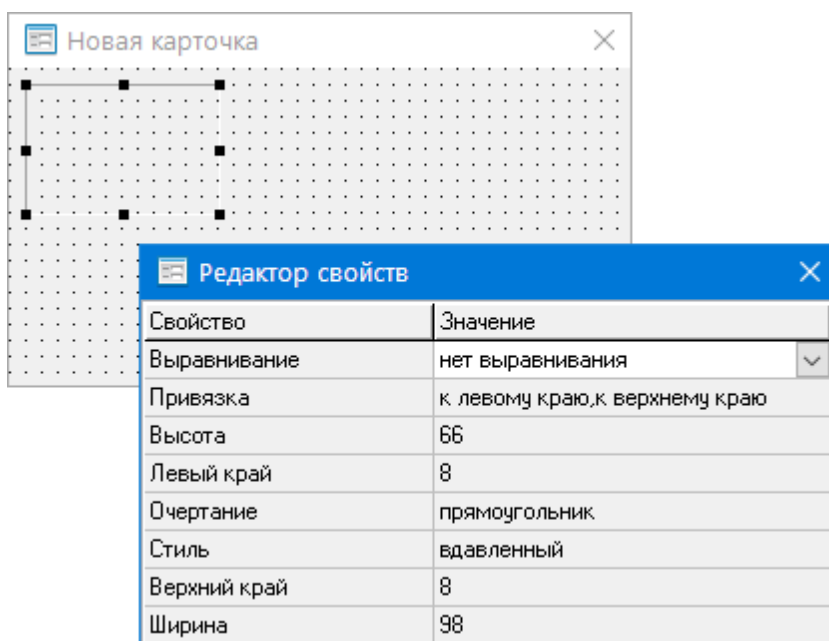 Новая карточка
Редактор свойств
Свойство Значение
Выравнивание нет выравнивания
Привязка к левому краю,к верхнему краю
Высота 66
Левый край 8
Очертание прямоугольник
Стиль вдавленный
Верхний край 8
Ширина 98